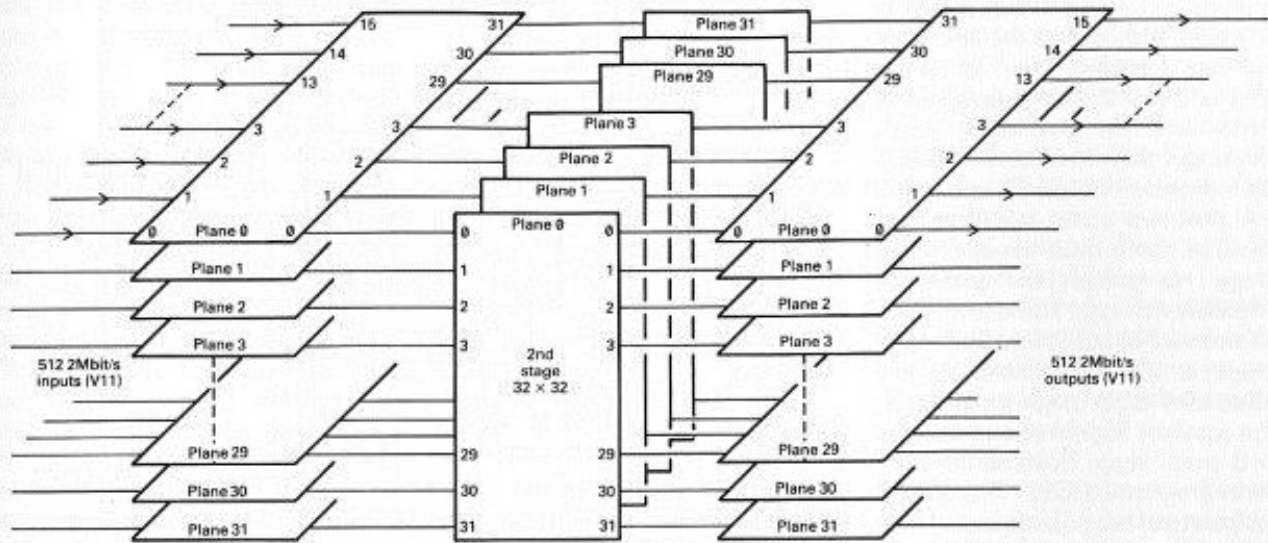 15 31 Plane 31 31 15
14 30 Plane 30 30 14
13 29 Plane 29 29 13
3 3 Plane 3 3 3
2 2 Plane 2 2 2
1 1 Plane 1 1 1
0 Plane 0 0 0 Plane 0 0 0 Plane 0 0
Plane 1 1 1 Plane 1
Plane 2 2 2 Plane 2
Plane 3 3 3 Plane 3
512 2Mbit/s
inputs (V11)
2nd
stage
32 × 32
512 2Mbit/s
outputs (V11)
Plane 29 29 29 Plane 29
Plane 30 30 30 Plane 30
Plane 31 31 31 Plane 31